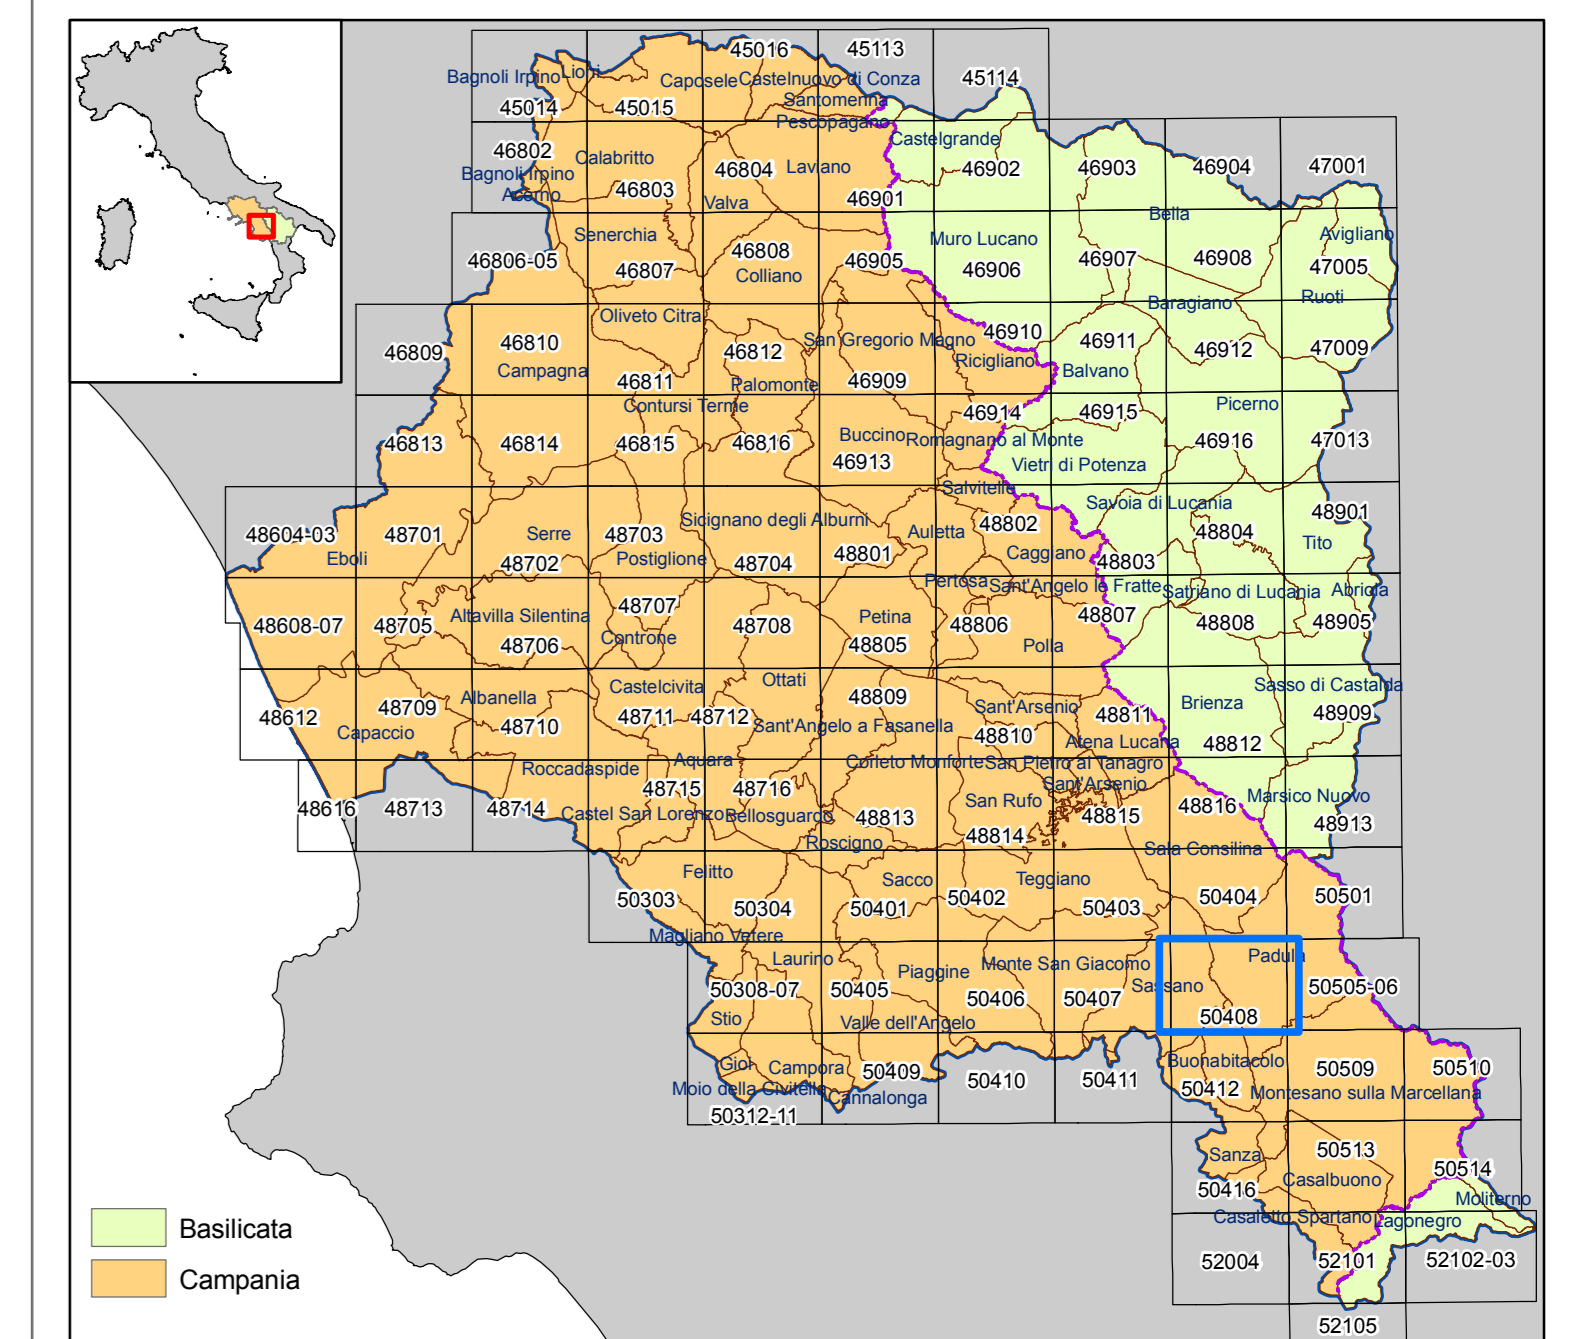 45016
45113
Bagnoli Irpino
Lioni
Caposele
Castelnuovo di Conza
45114
45014
45015
Santomenna
Pescopagano
Castelgrande
46802
Calabritto
46804
Laviano
46902
46903
46904
47001
Bagnoli Irpino
Acerno
46803
Valva
46901
Bella
Senerchia
Muro Lucano
Avigliano
46806-05
46807
46808
Colliano
46905
46906
46907
46908
47005
Ruoti
Baragiano
Oliveto Citra
46809
46810
Campagna
46812
San Gregorio Magno
46910
Ricigliano
46911
Balvano
46912
47009
46811
Palomonte
46909
Contursi Terme
46914
46915
Picerno
46813
46814
46815
46816
Buccino
Romagnano al Monte
46916
47013
46913
Vietri di Potenza
Salvitelle
Savoia di Lucania
48604-03
Eboli
48701
Serre
48702
48703
Postiglione
Sicignano degli Alburni
48704
48801
Auletta
48802
Caggiano
48803
48804
48901
Tito
Pertosa
Sant'Angelo le Fratte
Satriano di Lucania
Abriola
48608-07
48705
Altavilla Silentina
48706
48707
Controne
48708
Petina
48805
48806
Polla
48807
48808
48905
48612
48709
Capaccio
Albanella
48710
Castelcivita
48711
48712
Ottati
Sant'Angelo a Fasanella
48809
Sant'Arsenio
48810
48811
Atena Lucana
Brienza
48812
Sasso di Castalda
48909
Roccadaspide
Aquara
Corleto Monforte
San Pietro al Tanagro
Sant'Arsenio
48616
48713
48714
48715
Castel San Lorenzo
48716
Bellosguardo
48813
Roscigno
San Rufo
48814
48815
48816
Marsico Nuovo
48913
Sala Consilina
Felitto
50303
50304
Sacco
50401
50402
Teggiano
50403
50404
50501
Magliano Vetere
Laurino
50308-07
Stio
50405
Piaggine
Valle dell'Angelo
Monte San Giacomo
50406
50407
Sassano
Padula
50408
50505-06
Gioi
Campora
Moio della Civitella
Cannalonga
50409
50410
50411
50312-11
Buonabitacolo
50412
50509
50510
Montesano sulla Marcellana
Sanza
50416
50513
Casalbuono
50514
Moliterno
Casaletto Spartano
Lagonegro
52004
52101
52102-03
52105
Basilicata
Campania